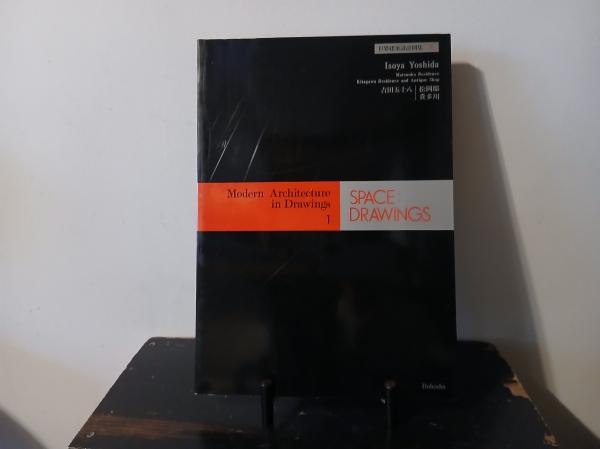 Isoya Yoshida
Matsuoka Residence
Kitagawa Residence and Antique Shop
吉田五十八
松岡邸
喜多川
Modern Architecture
in Drawings
1
SPACE:
DRAWINGS
Dohosha